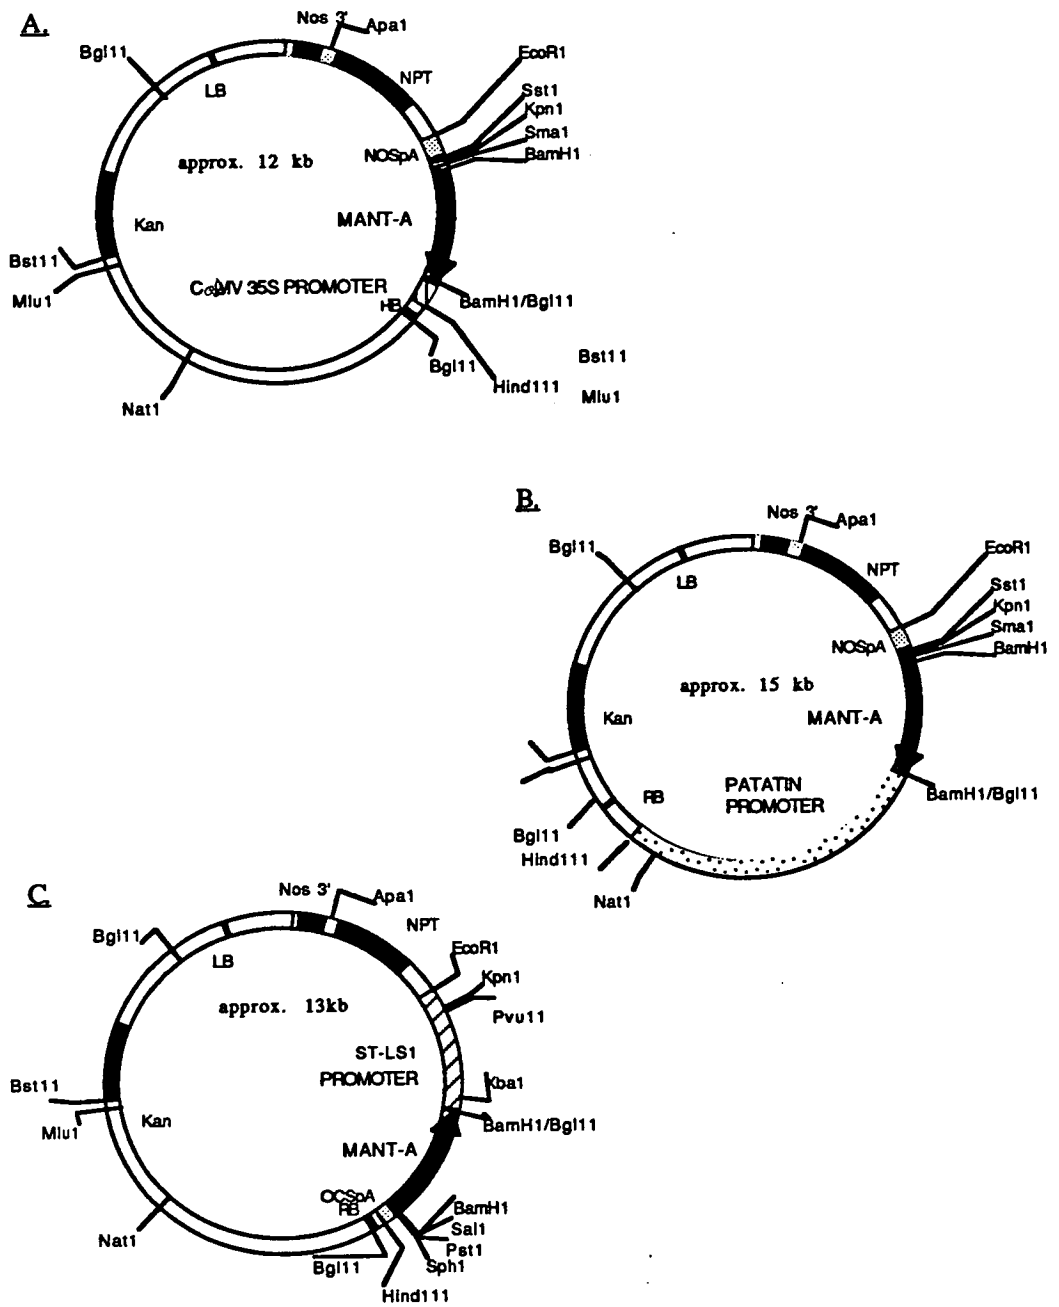 A.
Nos 3'
Apa1
Bgl11
LB
NPT
EcoR1
Sst1
Kpn1
Sma1
BamH1
NOSpA
approx. 12 kb
MANT-A
Kan
Bst11
Mlu1
CaMV 35S PROMOTER
BamH1/Bgl11
Bgl11
Hind111
Bst11
Mlu1
Nat1
B.
Nos 3'
Apa1
Bgl11
LB
NPT
EcoR1
Sst1
Kpn1
Sma1
BamH1
NOSpA
approx. 15 kb
MANT-A
Kan
PATATIN
PROMOTER
RB
BamH1/Bgl11
Bgl11
Hind111
Nat1
C.
Nos 3'
Apa1
Bgl11
LB
NPT
EcoR1
Kpn1
Pvu11
approx. 13kb
ST-LS1
PROMOTER
Xba1
BamH1/Bgl11
Bst11
Mlu1
Kan
MANT-A
OCSpA
RB
BamH1
Sal1
Pst1
Sph1
Nat1
Bgl11
Hind111